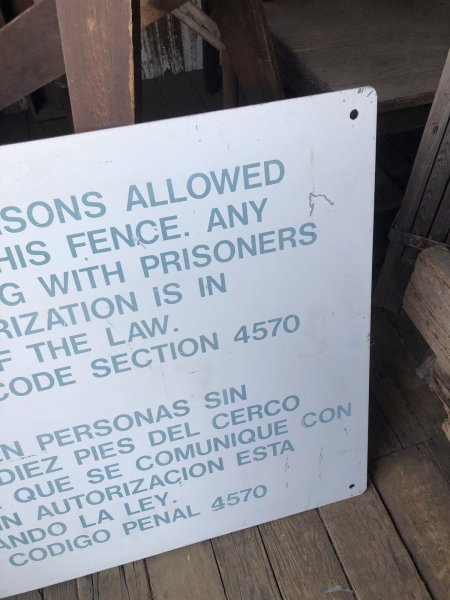 SONS ALLOWED
HIS FENCE. ANY
G WITH PRISONERS
RIZATION IS IN
F THE LAW.
CODE SECTION 4570
EN PERSONAS SIN
DIEZ PIES DEL CERCO
A QUE SE COMUNIQUE CON
IN AUTORIZACION ESTA
ANDO LA LEY.
CODIGO PENAL 4570